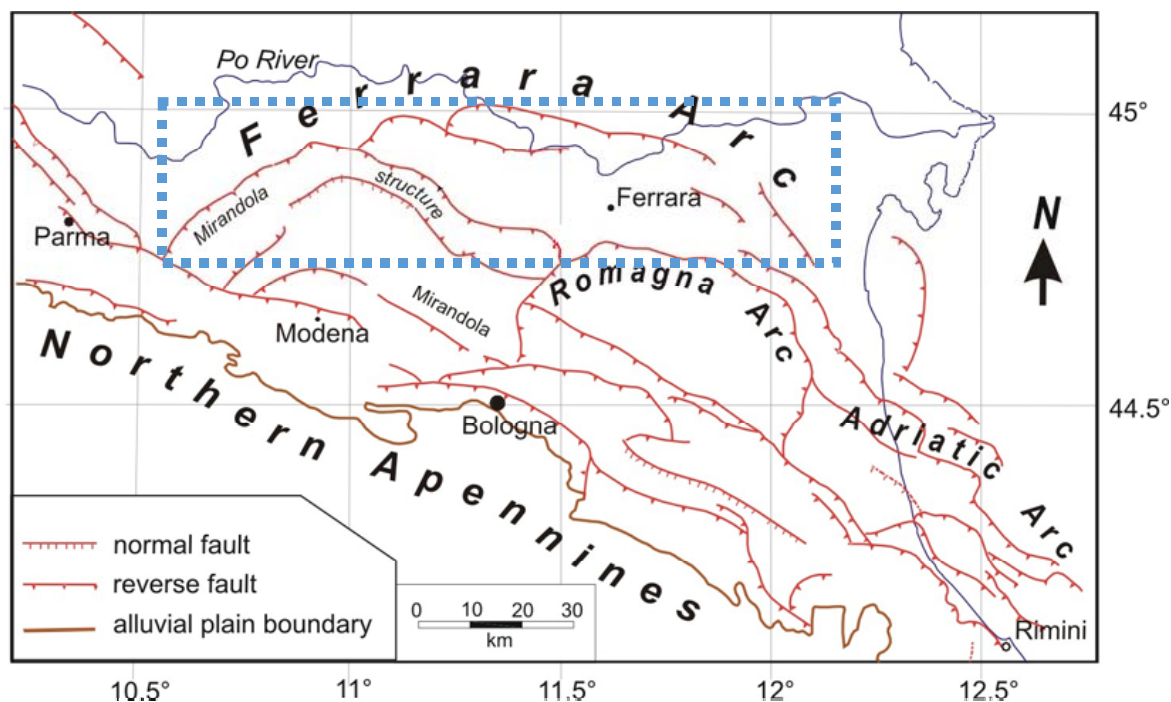 Po River
Ferrara Arc
45°
Mirandola
structure
Ferrara
N
Parma
Romagna Arc
Mirandola
Modena
44.5°
Bologna
Adriatic Arc
Northern Apennines
normal fault
reverse fault
alluvial plain boundary
0 10 20 30
km
Rimini
10.5° 11° 11.5° 12° 12.5°